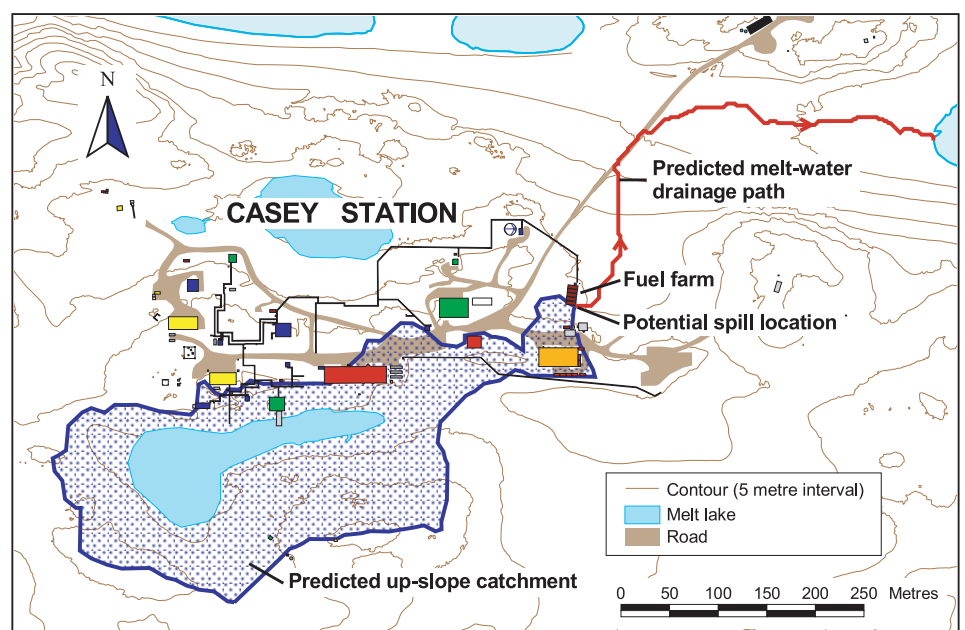 N
CASEY STATION
Predicted melt-water
drainage path
Fuel farm
Potential spill location
Predicted up-slope catchment
Contour (5 metre interval)
Melt lake
Road
0 50 100 150 200 250 Metres